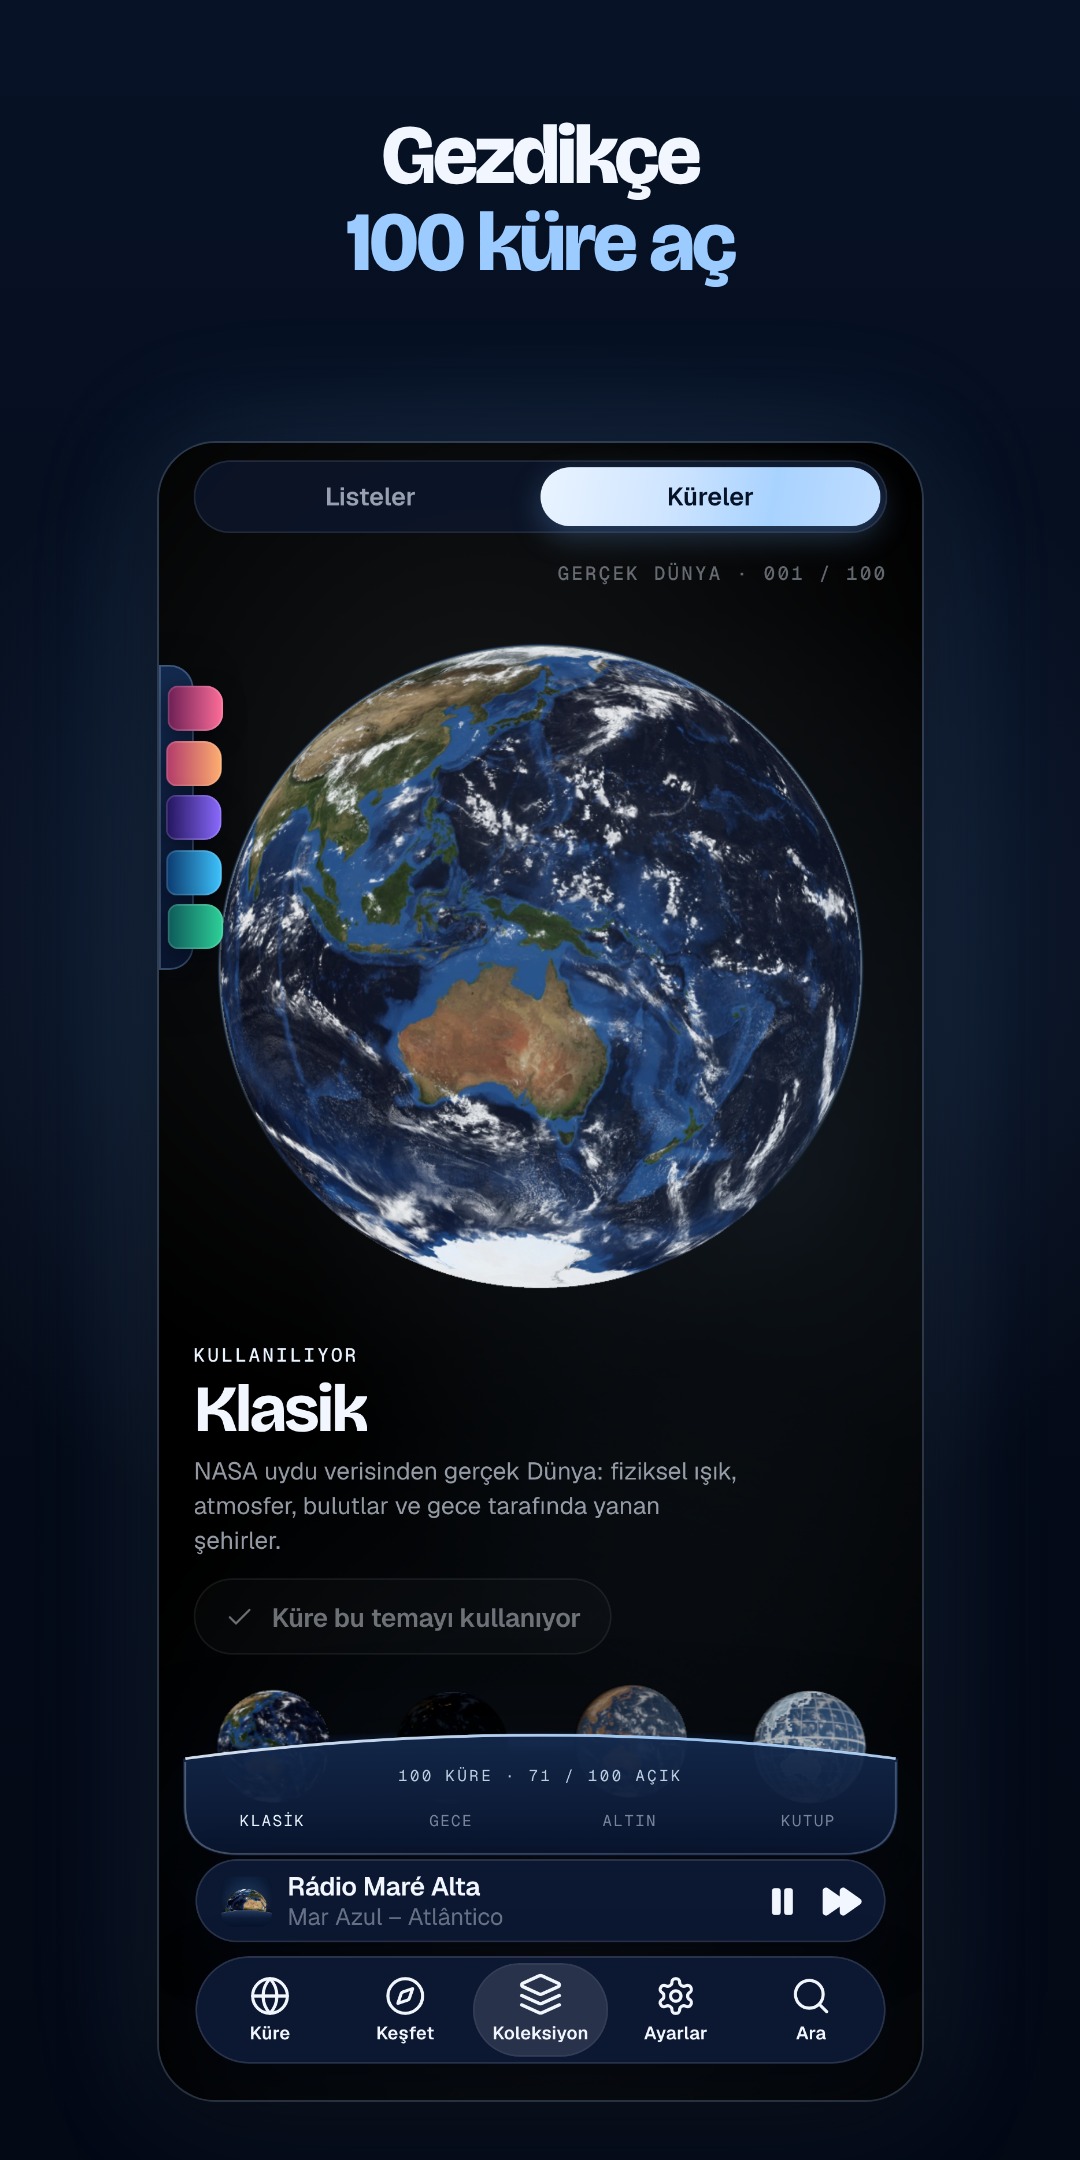 Gezdikçe
100 küre aç
Listeler
Küreler
GERÇEK DÜNYA · 001 / 100
KULLANILIYOR
Klasik
NASA uydu verisinden gerçek Dünya: fiziksel ışık,
atmosfer, bulutlar ve gece tarafında yanan
şehirler.
Küre bu temayı kullanıyor
100 KÜRE · 71 / 100 AÇIK
KLASİK
GECE
ALTIN
KUTUP
Rádio Maré Alta
Mar Azul – Atlântico
Küre
Keşfet
Koleksiyon
Ayarlar
Ara